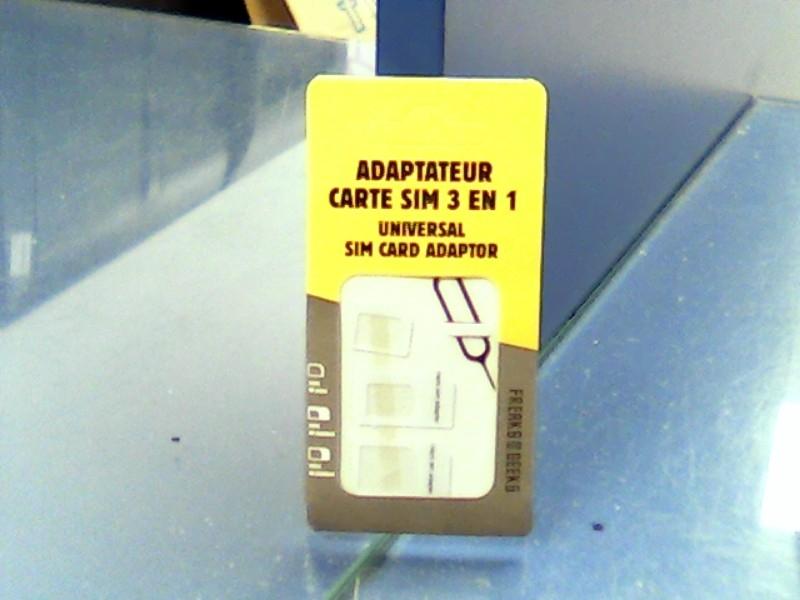 ADAPTATEUR
CARTE SIM 3 EN 1
UNIVERSAL
SIM CARD ADAPTOR
FREAKS GEEKS